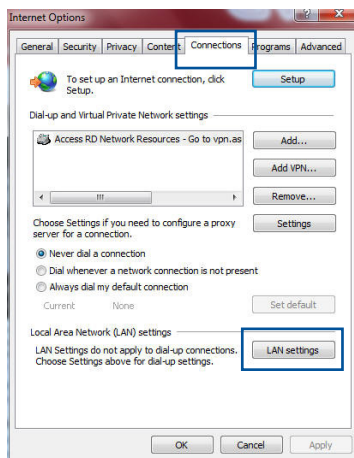 Internet Options
General Security Privacy Content Connections Programs Advanced
To set up an Internet connection, click
Setup.
Setup
Dial-up and Virtual Private Network settings
Access RD Network Resources - Go to vpn.as
Add...
Add VPN...
Remove...
Choose Settings if you need to configure a proxy
server for a connection.
Settings
Never dial a connection
Dial whenever a network connection is not present
Always dial my default connection
Current None
Set default
Local Area Network (LAN) settings
LAN Settings do not apply to dial-up connections.
Choose Settings above for dial-up settings.
LAN settings
OK Cancel Apply